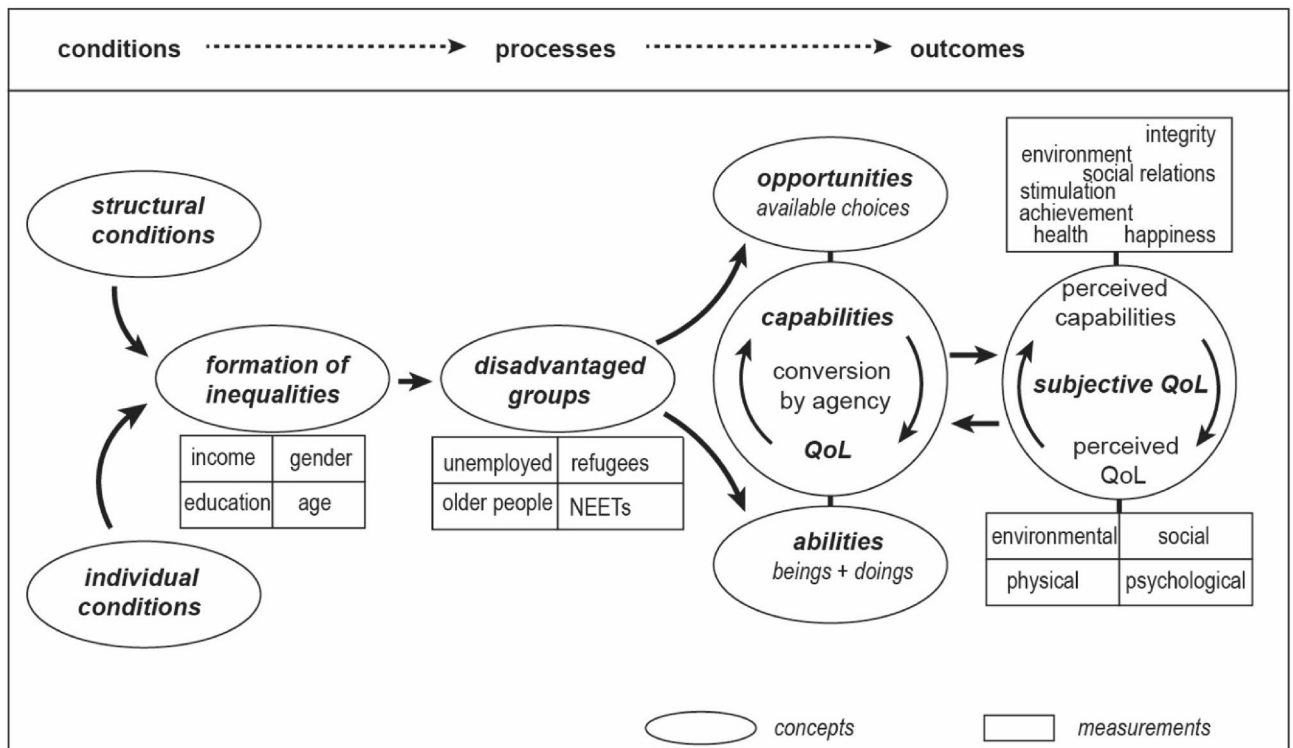 conditions processes outcomes
structural
conditions
individual
conditions
formation of
inequalities
income gender
education age
disadvantaged
groups
unemployed refugees
older people NEETs
opportunities
available choices
capabilities
conversion
by agency
QoL
abilities
beings + doings
integrity
environment
social relations
stimulation
achievement
health happiness
perceived
capabilities
subjective QoL
perceived
QoL
environmental social
physical psychological
concepts measurements